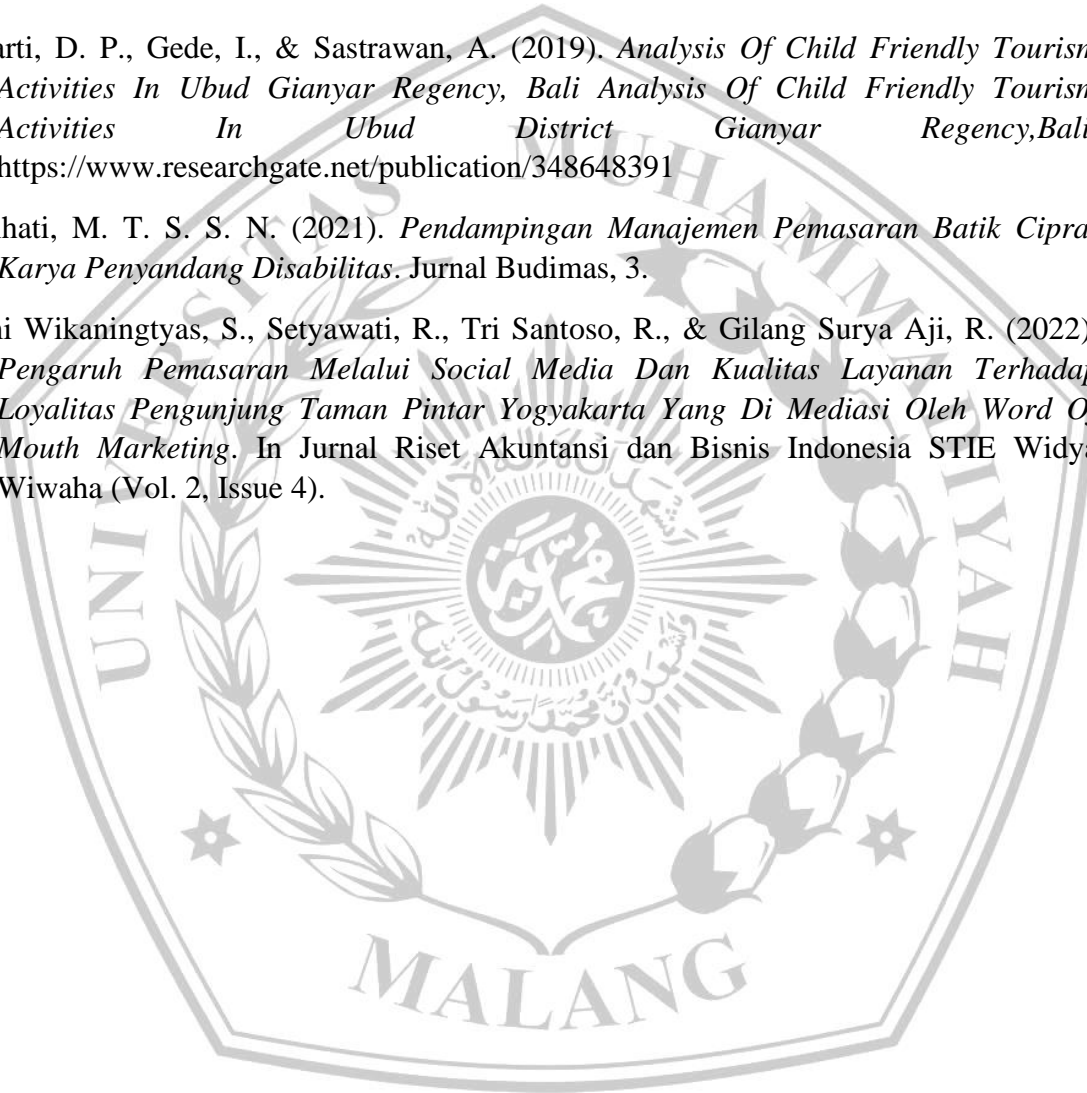 arti, D. P., Gede, I., & Sastrawan, A. (2019). Analysis Of Child Friendly Tourism
Activities In Ubud Gianyar Regency, Bali Analysis Of Child Friendly Tourism
Activities In Ubud District Gianyar Regency,Bali
https://www.researchgate.net/publication/348648391
hati, M. T. S. S. N. (2021). Pendampingan Manajemen Pemasaran Batik Cipra
Karya Penyandang Disabilitas. Jurnal Budimas, 3.
ni Wikaningtyas, S., Setyawati, R., Tri Santoso, R., & Gilang Surya Aji, R. (2022)
Pengaruh Pemasaran Melalui Social Media Dan Kualitas Layanan Terhadap
Loyalitas Pengunjung Taman Pintar Yogyakarta Yang Di Mediasi Oleh Word O
Mouth Marketing. In Jurnal Riset Akuntansi dan Bisnis Indonesia STIE Widya
Wiwaha (Vol. 2, Issue 4).
UNIVERSITAS MUHAMMADIYAH
MALANG